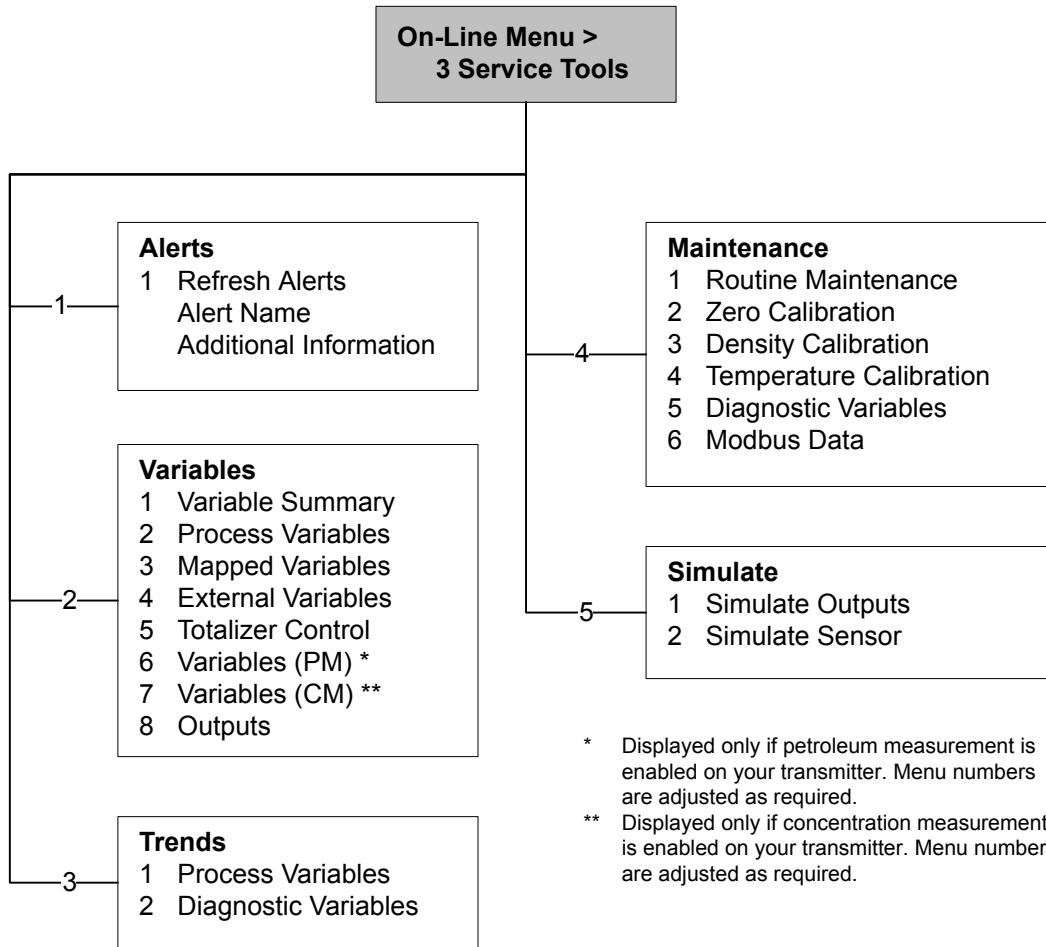 On-Line Menu >
3 Service Tools
1
Alerts
1 Refresh Alerts
Alert Name
Additional Information
2
Variables
1 Variable Summary
2 Process Variables
3 Mapped Variables
4 External Variables
5 Totalizer Control
6 Variables (PM) *
7 Variables (CM) **
8 Outputs
3
Trends
1 Process Variables
2 Diagnostic Variables
4
Maintenance
1 Routine Maintenance
2 Zero Calibration
3 Density Calibration
4 Temperature Calibration
5 Diagnostic Variables
6 Modbus Data
5
Simulate
1 Simulate Outputs
2 Simulate Sensor
* Displayed only if petroleum measurement is
enabled on your transmitter. Menu numbers
are adjusted as required.
** Displayed only if concentration measurement
is enabled on your transmitter. Menu number
are adjusted as required.